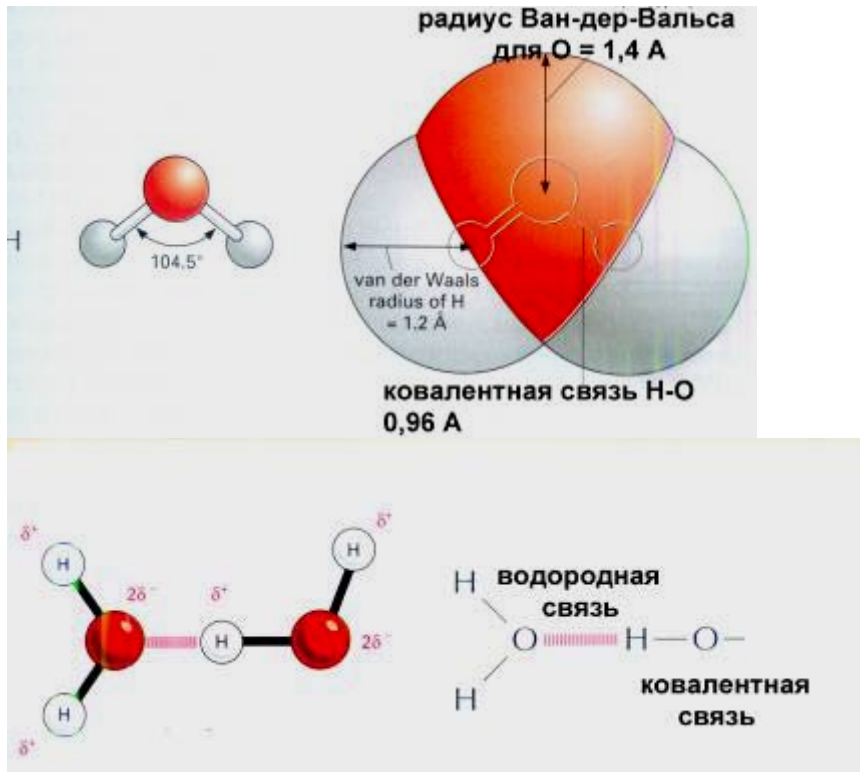 радиус Ван-дер-Вальса
для O = 1,4 А
H
104.5°
van der Waals
radius of H
= 1.2 Å
ковалентная связь H-O
0,96 А
δ⁺
δ⁺
H
H
2δ⁻
δ⁺
H
2δ⁻
H
δ⁺
H
водородная
связь
O
H — O –
H
ковалентная
связь